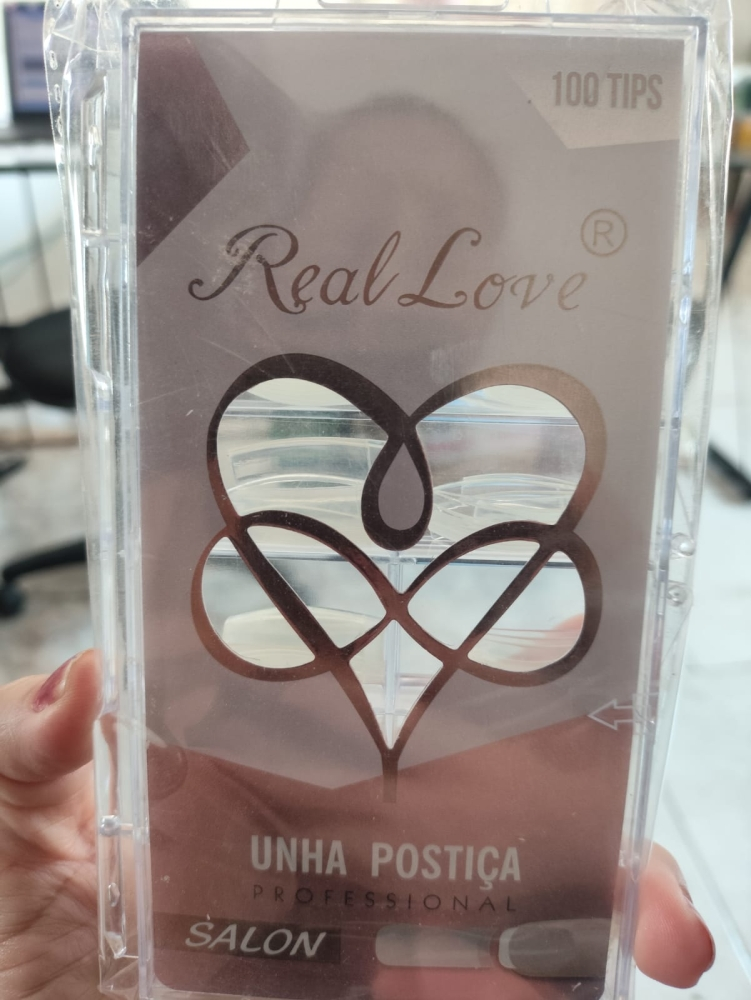 100 TIPS
Real Love ®
UNHA POSTIÇA
PROFESSIONAL
SALON